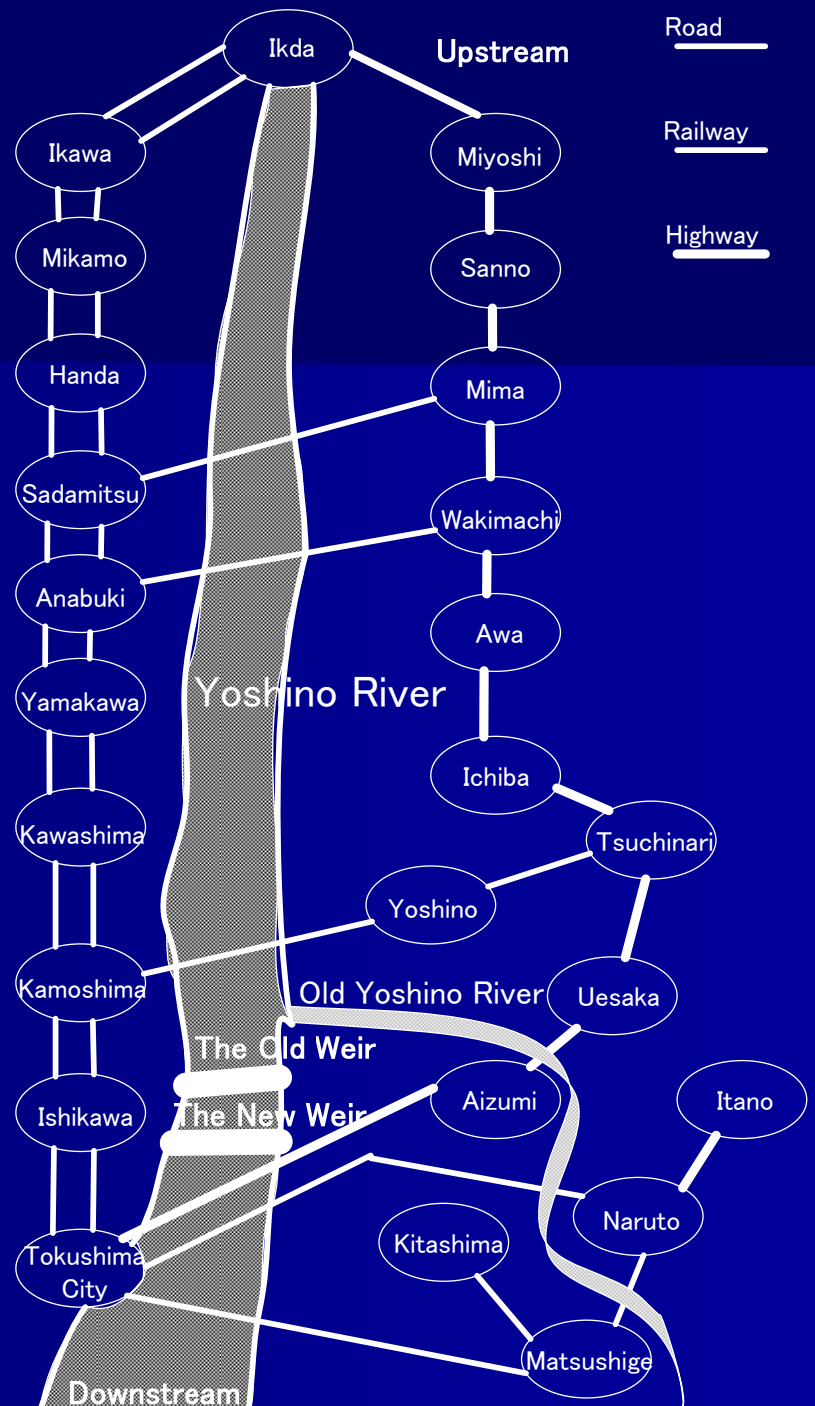 Ikda
Upstream
Road
Ikawa
Miyoshi
Railway
Mikamo
Sanno
Highway
Handa
Mima
Sadamitsu
Wakimachi
Anabuki
Awa
Yamakawa
Yoshino River
Ichiba
Kawashima
Tsuchinari
Yoshino
Kamoshima
Old Yoshino River
Uesaka
The Old Weir
Ishikawa
The New Weir
Aizumi
Itano
Naruto
Kitashima
Tokushima
City
Matsushige
Downstream